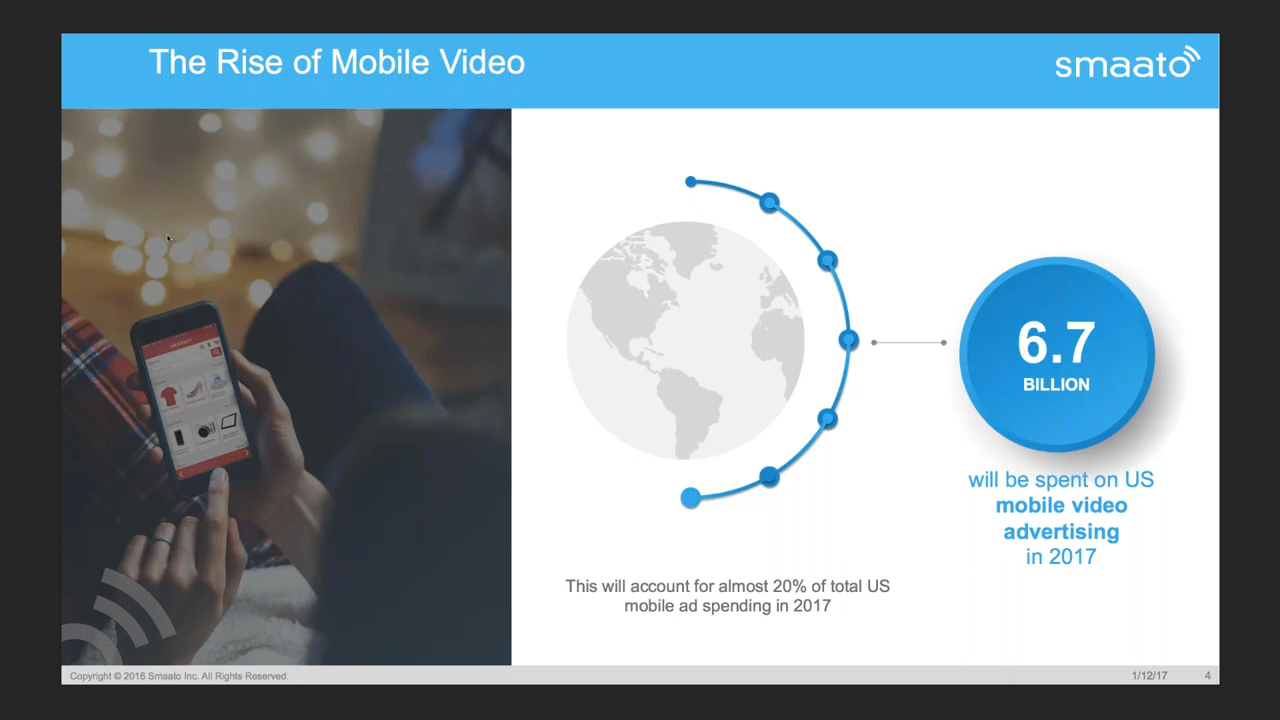 The Rise of Mobile Video
smaato
6.7
BILLION
will be spent on US
mobile video
advertising
in 2017
This will account for almost 20% of total US
mobile ad spending in 2017
Copyright © 2016 Smaato Inc. All Rights Reserved.
1/12/17
4